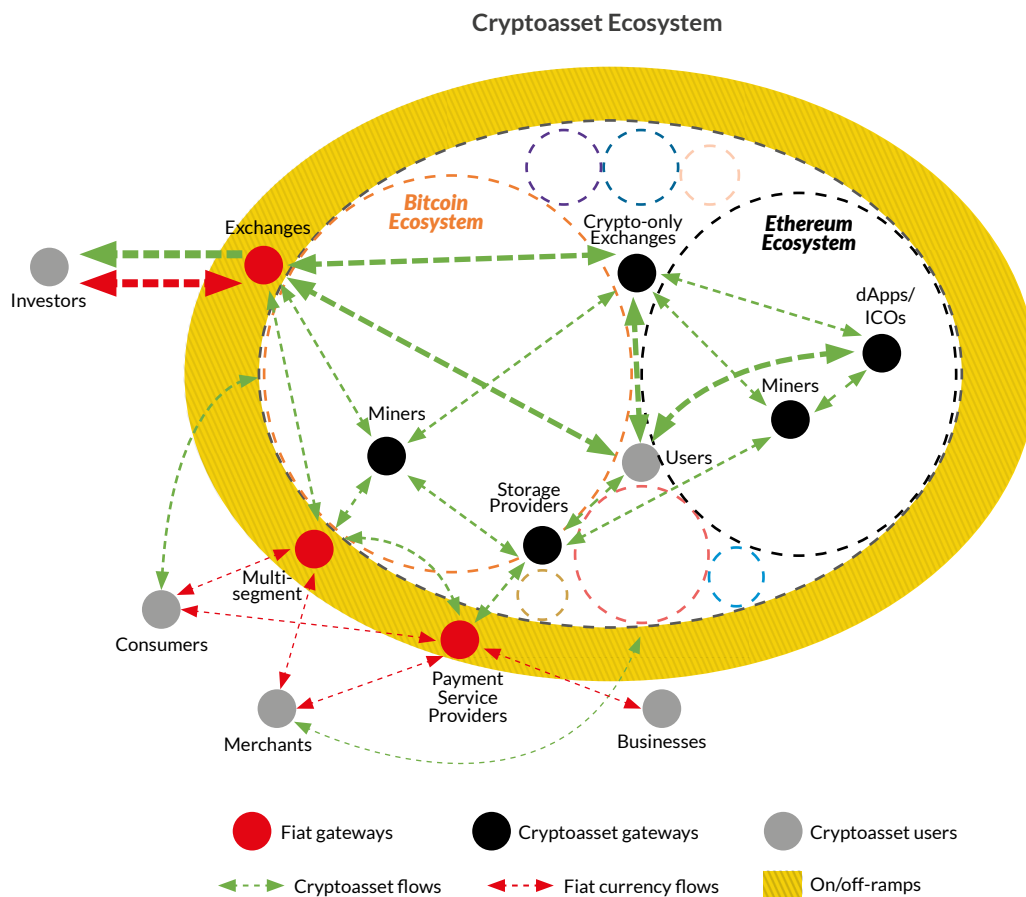 Cryptoasset Ecosystem
Bitcoin
Ecosystem
Exchanges
Crypto-only
Exchanges
Ethereum
Ecosystem
Investors
dApps/
ICOs
Miners
Miners
Users
Storage
Providers
Multi-
segment
Consumers
Payment
Service
Providers
Merchants
Businesses
Fiat gateways
Cryptoasset gateways
Cryptoasset users
Cryptoasset flows
Fiat currency flows
On/off-ramps